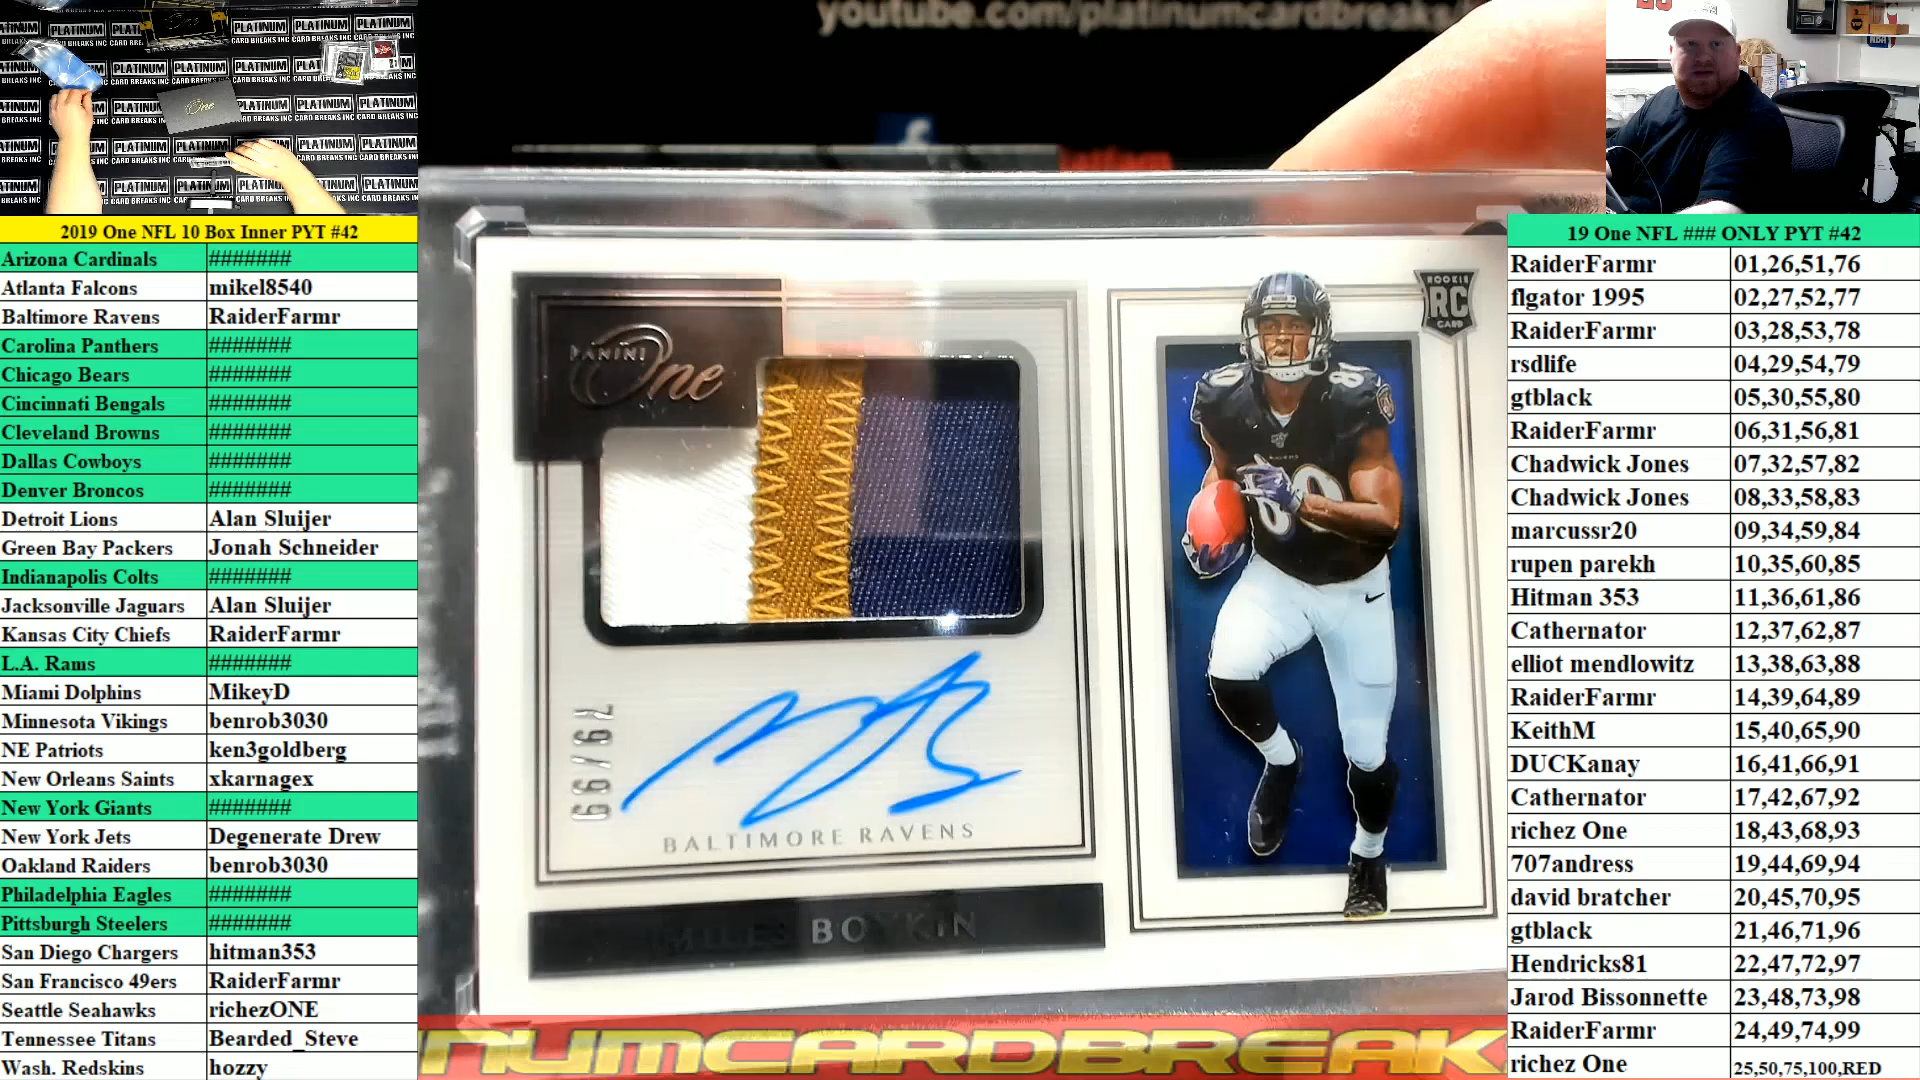 youtube.com/platinumcardbreaks
PLATINUM
CARD BREAKS INC
One
2019 One NFL 10 Box Inner PYT #42
Arizona Cardinals #######
Atlanta Falcons mikel8540
Baltimore Ravens RaiderFarmr
Carolina Panthers #######
Chicago Bears #######
Cincinnati Bengals #######
Cleveland Browns #######
Dallas Cowboys #######
Denver Broncos #######
Detroit Lions Alan Sluijer
Green Bay Packers Jonah Schneider
Indianapolis Colts #######
Jacksonville Jaguars Alan Sluijer
Kansas City Chiefs RaiderFarmr
L.A. Rams #######
Miami Dolphins MikeyD
Minnesota Vikings benrob3030
NE Patriots ken3goldberg
New Orleans Saints xkarnagex
New York Giants #######
New York Jets Degenerate Drew
Oakland Raiders benrob3030
Philadelphia Eagles #######
Pittsburgh Steelers #######
San Diego Chargers hitman353
San Francisco 49ers RaiderFarmr
Seattle Seahawks richezONE
Tennessee Titans Bearded_Steve
Wash. Redskins hozzy
PANINI
One
ROOKIE
RC
CARD
79/99
BALTIMORE RAVENS
MILES BOYKIN
NUMCARDBREAK
19 One NFL ### ONLY PYT #42
RaiderFarmr 01,26,51,76
flgator 1995 02,27,52,77
RaiderFarmr 03,28,53,78
rsdlife 04,29,54,79
gtblack 05,30,55,80
RaiderFarmr 06,31,56,81
Chadwick Jones 07,32,57,82
Chadwick Jones 08,33,58,83
marcussr20 09,34,59,84
rupen parekh 10,35,60,85
Hitman 353 11,36,61,86
Cathernator 12,37,62,87
elliot mendlowitz 13,38,63,88
RaiderFarmr 14,39,64,89
KeithM 15,40,65,90
DUCKanay 16,41,66,91
Cathernator 17,42,67,92
richez One 18,43,68,93
707andress 19,44,69,94
david bratcher 20,45,70,95
gtblack 21,46,71,96
Hendricks81 22,47,72,97
Jarod Bissonnette 23,48,73,98
RaiderFarmr 24,49,74,99
richez One 25,50,75,100,RED